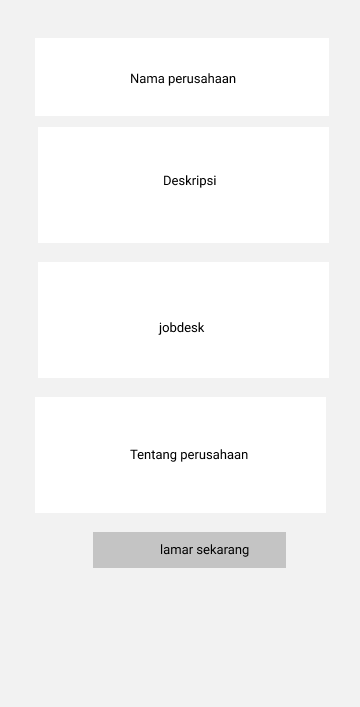 Nama perusahaan
Deskripsi
jobdesk
Tentang perusahaan
lamar sekarang